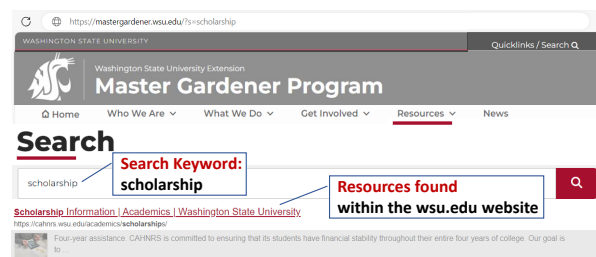 https://mastergardener.wsu.edu/?s=scholarship
WASHINGTON STATE UNIVERSITY
Quicklinks / Search
Washington State University Extension
Master Gardener Program
Home Who We Are What We Do Get Involved Resources News
Search
Search Keyword:
scholarship
scholarship
Resources found
within the wsu.edu website
Scholarship Information | Academics | Washington State University
https://cahnrs.wsu.edu/academics/scholarships/
Four-year assistance. CAHNRS is committed to ensuring that its students have financial stability throughout their entire four years of college. Our goal is
to ...